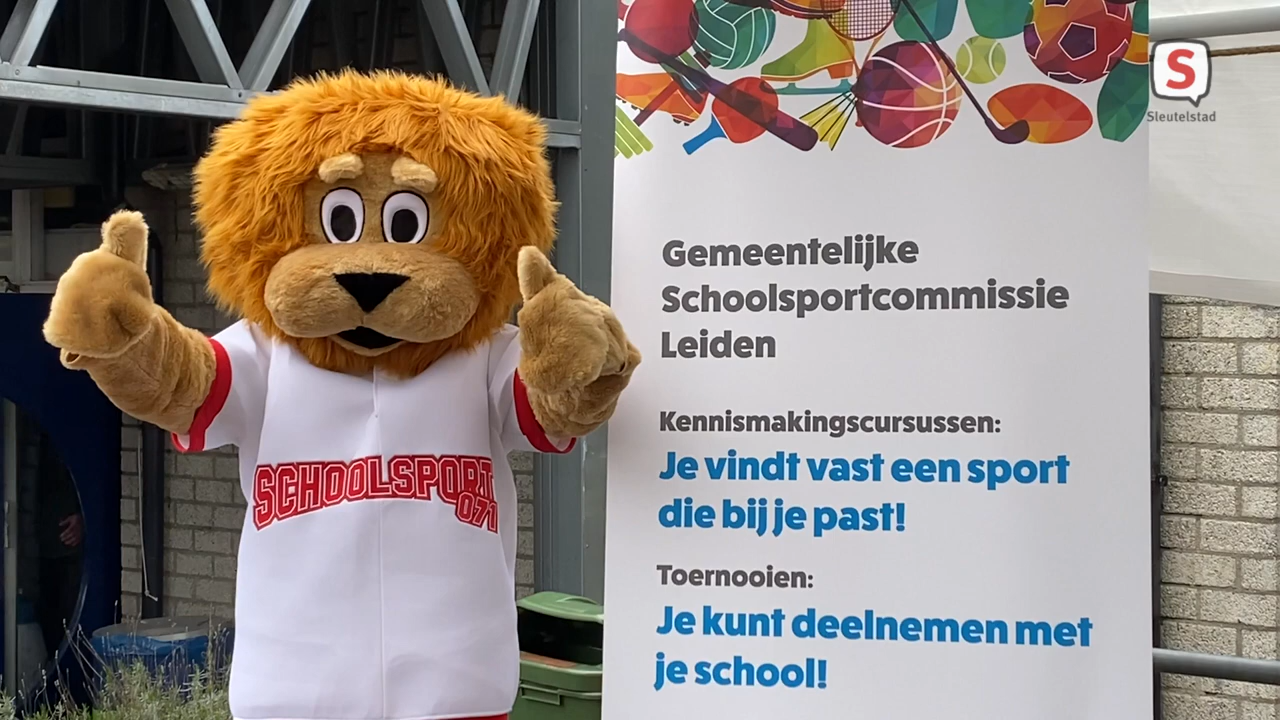 S
Sleutelstad
Gemeentelijke
Schoolsportcommissie
Leiden
Kennismakingscursussen:
Je vindt vast een sport
die bij je past!
Toernooien:
Je kunt deelnemen met
je school!
SCHOOLSPORT
071